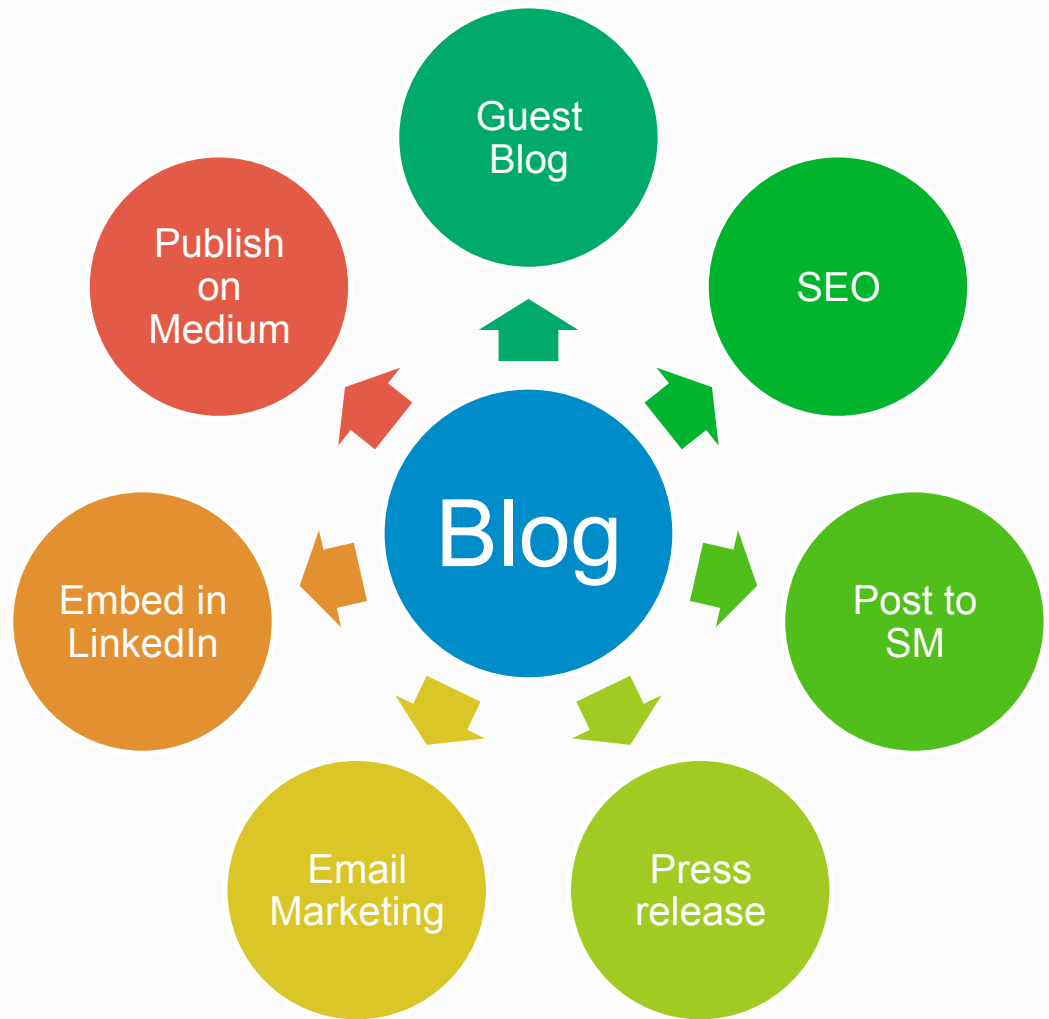 Guest
Blog
SEO
Post to
SM
Press
release
Email
Marketing
Embed in
LinkedIn
Publish
on
Medium
Blog